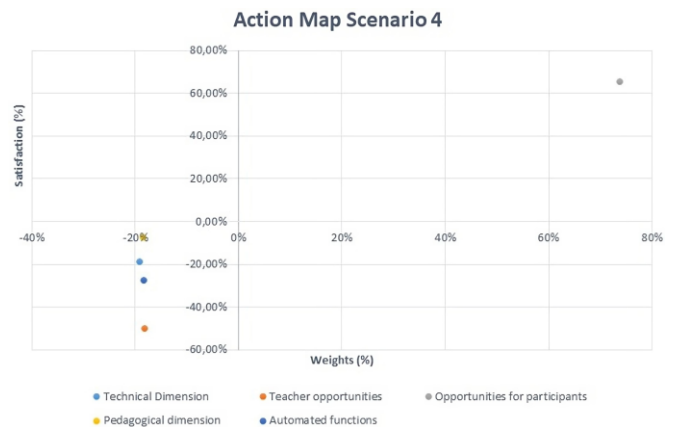 Action Map Scenario 4
80,00%
60,00%
40,00%
20,00%
0,00%
-40% -20% 0% 20% 40% 60% 80%
-20,00%
-40,00%
-60,00%
Satisfaction (%)
Weights (%)
Technical Dimension Teacher opportunities Opportunities for participants
Pedagogical dimension Automated functions